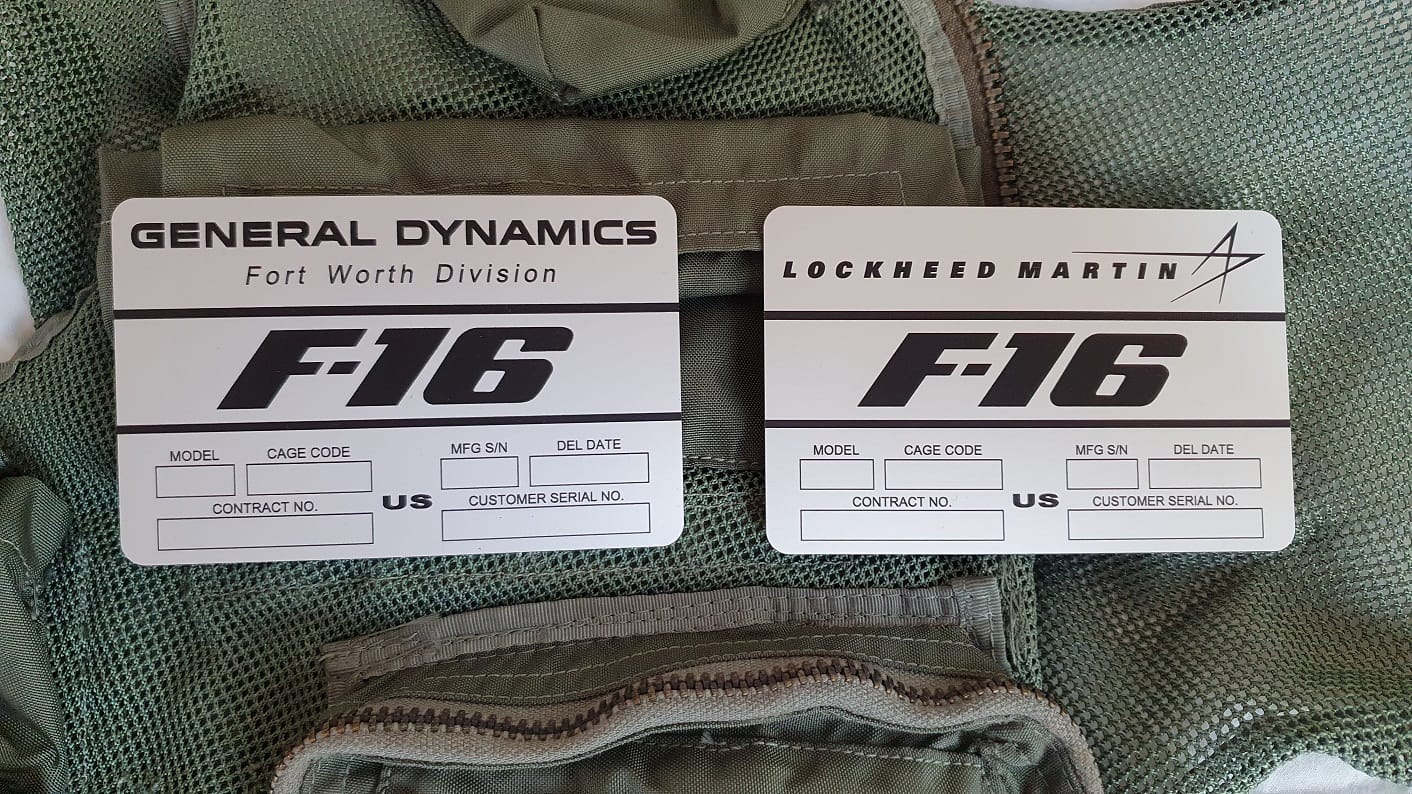 GENERAL DYNAMICS
Fort Worth Division
F-16
MODEL CAGE CODE MFG S/N DEL DATE
CONTRACT NO. US CUSTOMER SERIAL NO.
LOCKHEED MARTIN
F-16
MODEL CAGE CODE MFG S/N DEL DATE
CONTRACT NO. US CUSTOMER SERIAL NO.